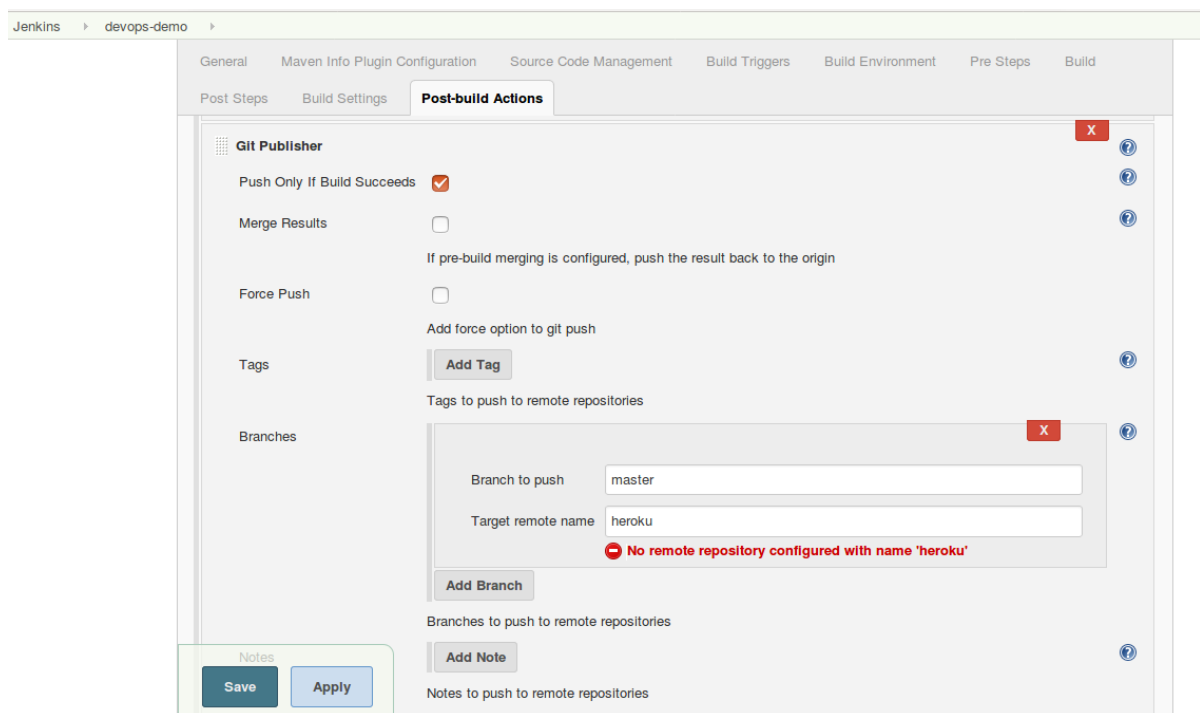 Jenkins devops-demo
General Maven Info Plugin Configuration Source Code Management Build Triggers Build Environment Pre Steps Build
Post Steps Build Settings Post-build Actions
X
Git Publisher ?
Push Only If Build Succeeds ?
Merge Results ?
If pre-build merging is configured, push the result back to the origin
Force Push
Add force option to git push
Tags Add Tag ?
Tags to push to remote repositories
Branches X ?
Branch to push master
Target remote name heroku
No remote repository configured with name 'heroku'
Add Branch
Branches to push to remote repositories
Notes Add Note ?
Save Apply Notes to push to remote repositories